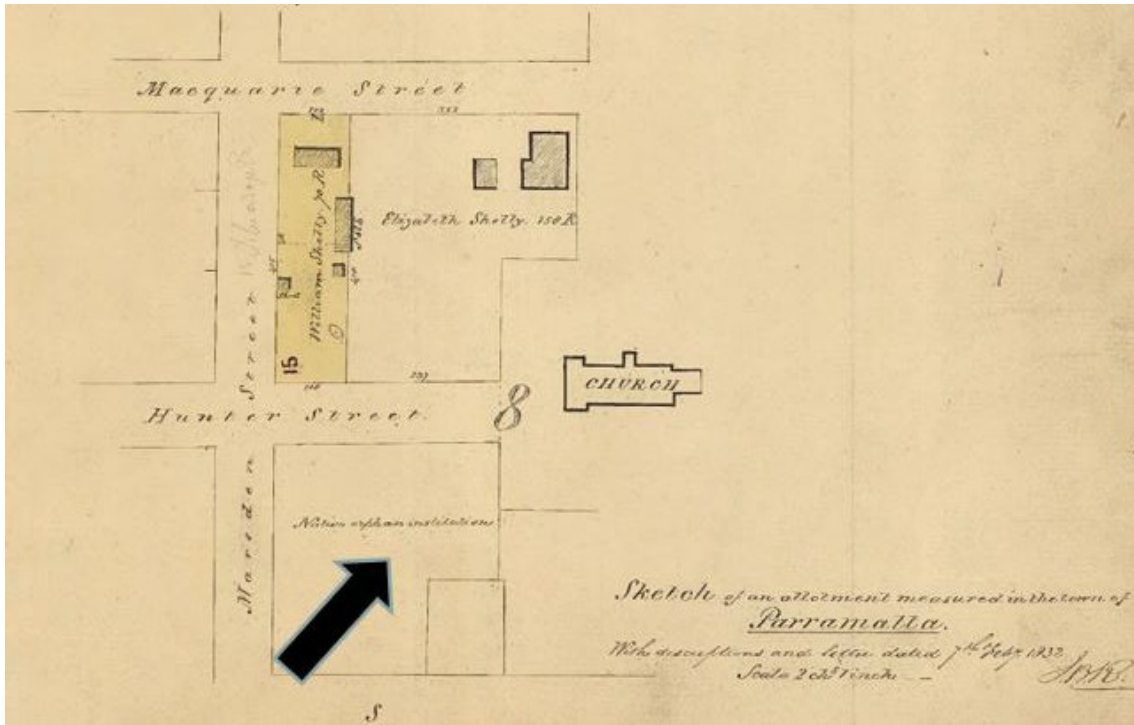 Macquarie Street
353
William Shelly 70 R
Elizabeth Shelly. 150 R
15
CHURCH
8
Hunter Street.
Marsden Street
Native orphan institution
Sketch of an allotment measured in the town of
Parramatta.
With descriptions and letter dated 7th Feby. 1832
Scale 2 chs 1 inch
S